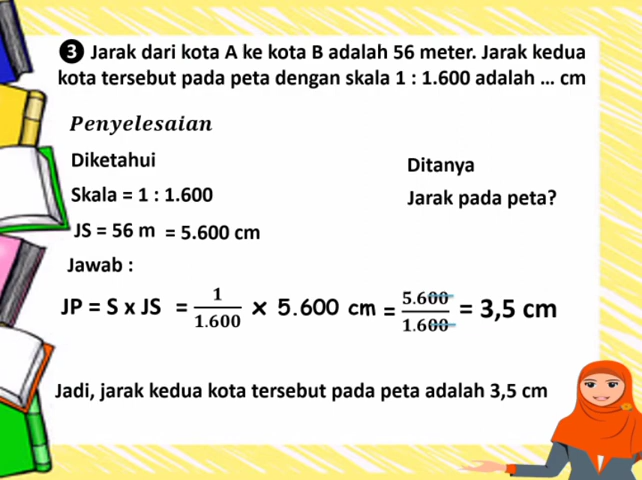 3 Jarak dari kota A ke kota B adalah 56 meter. Jarak kedua
kota tersebut pada peta dengan skala 1 : 1.600 adalah ... cm
Penyelesaian
Diketahui
Skala = 1 : 1.600
JS = 56 m = 5.600 cm
Ditanya
Jarak pada peta?
Jawab :
JP = S x JS = 1/1.600 × 5.600 cm = 5.600/1.600 = 3,5 cm
Jadi, jarak kedua kota tersebut pada peta adalah 3,5 cm